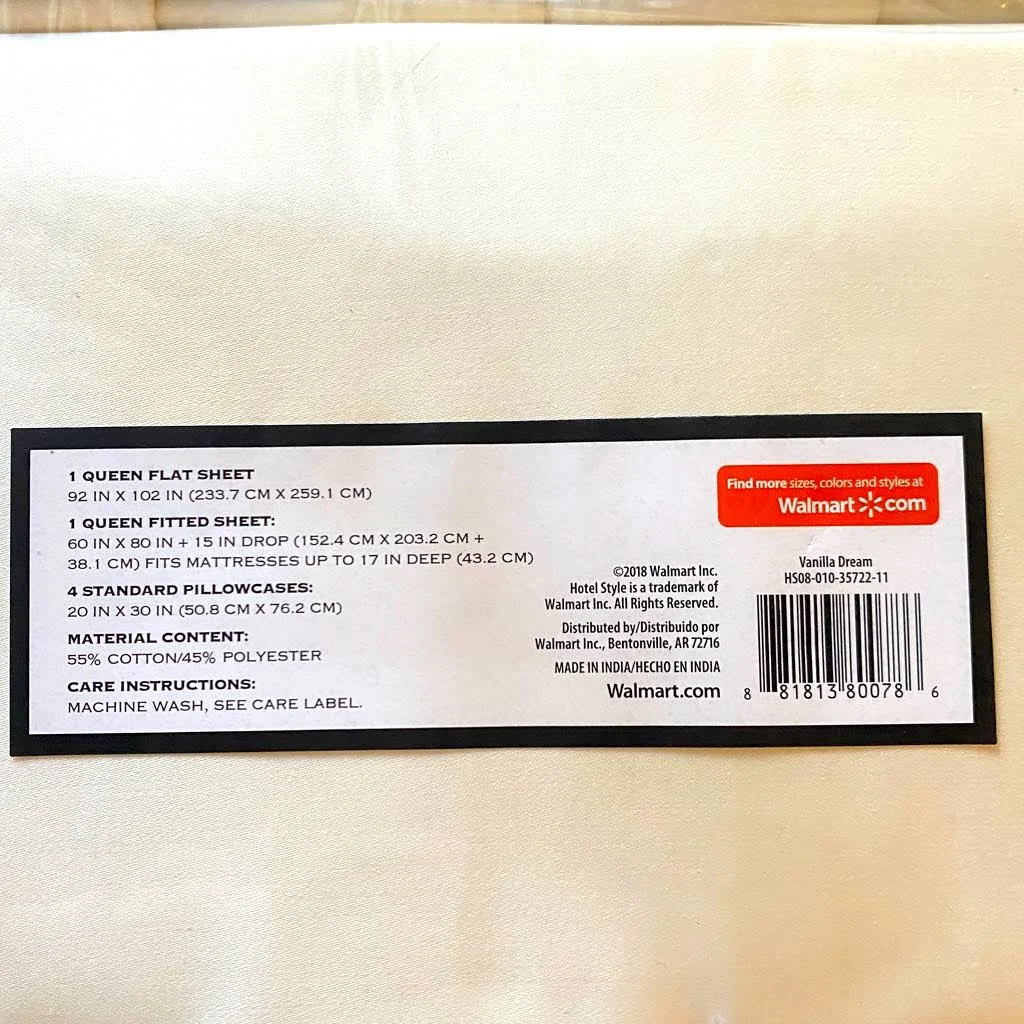 1 QUEEN FLAT SHEET
92 IN X 102 IN (233.7 CM X 259.1 CM)
1 QUEEN FITTED SHEET:
60 IN X 80 IN + 15 IN DROP (152.4 CM X 203.2 CM +
38.1 CM) FITS MATTRESSES UP TO 17 IN DEEP (43.2 CM)
4 STANDARD PILLOWCASES:
20 IN X 30 IN (50.8 CM X 76.2 CM)
MATERIAL CONTENT:
55% COTTON/45% POLYESTER
CARE INSTRUCTIONS:
MACHINE WASH, SEE CARE LABEL.
©2018 Walmart Inc.
Hotel Style is a trademark of
Walmart Inc. All Rights Reserved.
Distributed by/Distribuido por
Walmart Inc., Bentonville, AR 72716
MADE IN INDIA/HECHO EN INDIA
Walmart.com
Find more sizes, colors and styles at
Walmart com
Vanilla Dream
HS08-010-35722-11
8 81813 80078 6